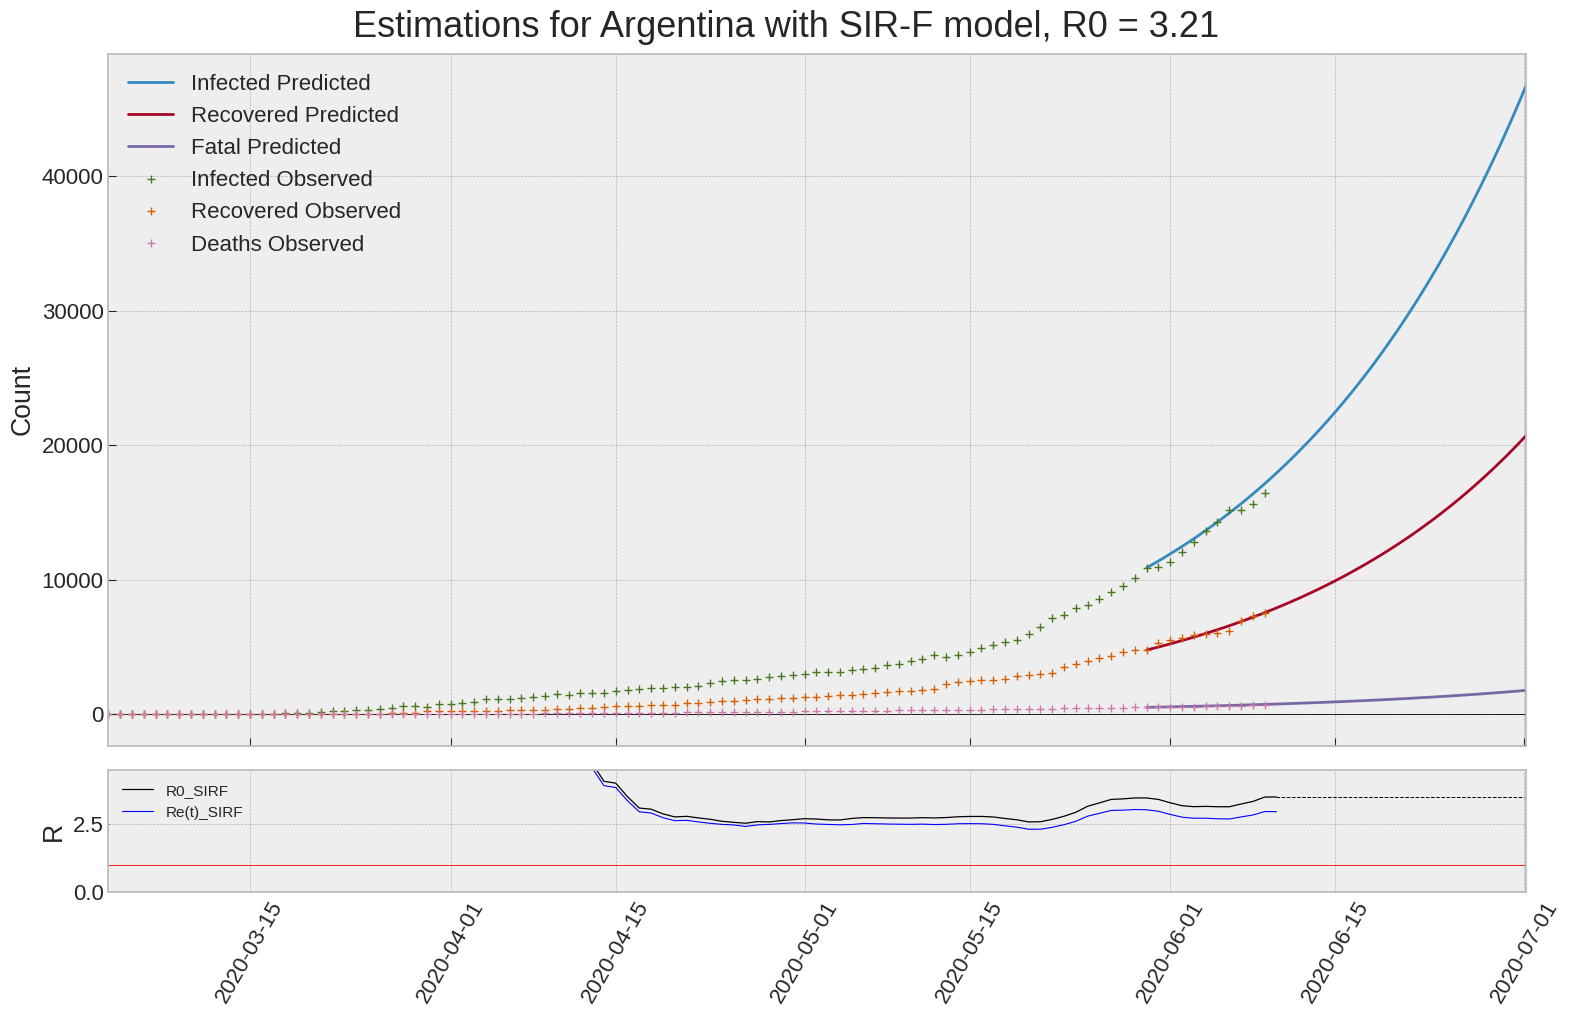 Estimations for Argentina with SIR-F model, R0 = 3.21
Infected Predicted
Recovered Predicted
Fatal Predicted
Infected Observed
Recovered Observed
Deaths Observed
40000
30000
20000
10000
0
Count
R0_SIRF
Re(t)_SIRF
2.5
0.0
R
2020-03-15
2020-04-01
2020-04-15
2020-05-01
2020-05-15
2020-06-01
2020-06-15
2020-07-01